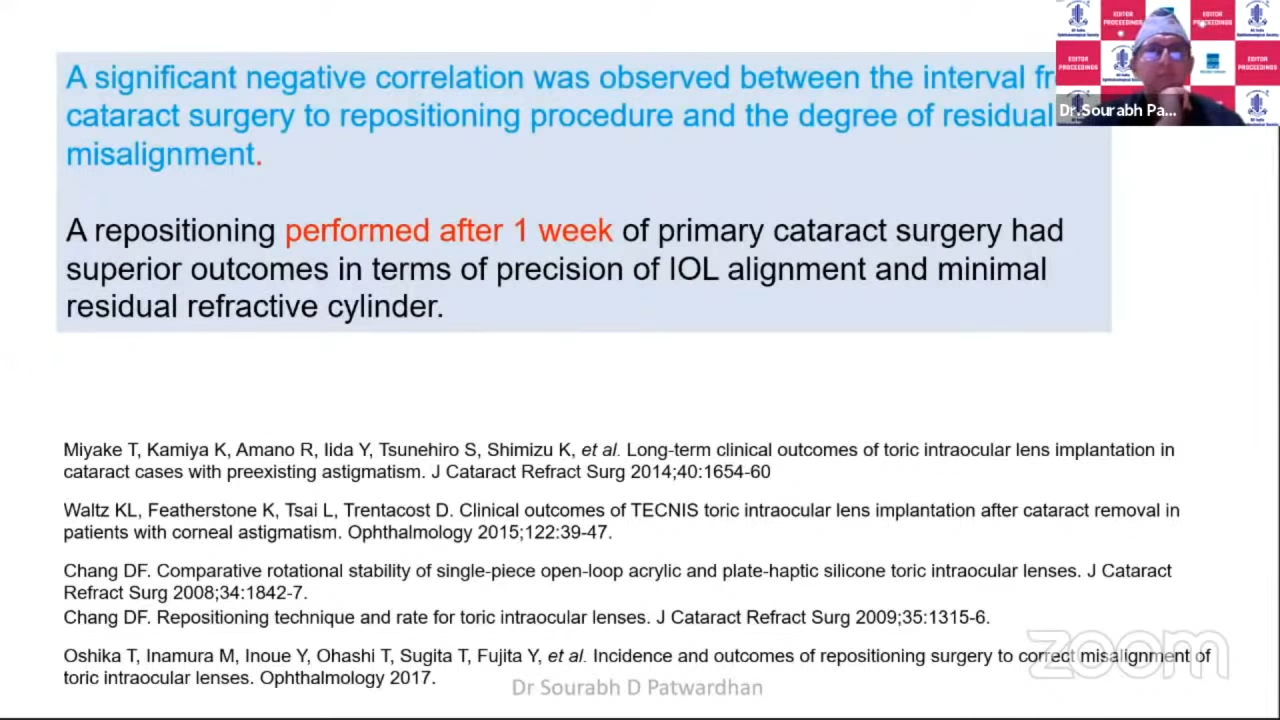 A significant negative correlation was observed between the interval fr
cataract surgery to repositioning procedure and the degree of residual
misalignment.
A repositioning performed after 1 week of primary cataract surgery had
superior outcomes in terms of precision of IOL alignment and minimal
residual refractive cylinder.
Miyake T, Kamiya K, Amano R, Iida Y, Tsunehiro S, Shimizu K, et al. Long-term clinical outcomes of toric intraocular lens implantation in
cataract cases with preexisting astigmatism. J Cataract Refract Surg 2014;40:1654-60
Waltz KL, Featherstone K, Tsai L, Trentacost D. Clinical outcomes of TECNIS toric intraocular lens implantation after cataract removal in
patients with corneal astigmatism. Ophthalmology 2015;122:39-47.
Chang DF. Comparative rotational stability of single-piece open-loop acrylic and plate-haptic silicone toric intraocular lenses. J Cataract
Refract Surg 2008;34:1842-7.
Chang DF. Repositioning technique and rate for toric intraocular lenses. J Cataract Refract Surg 2009;35:1315-6.
Oshika T, Inamura M, Inoue Y, Ohashi T, Sugita T, Fujita Y, et al. Incidence and outcomes of repositioning surgery to correct misalignment of
toric intraocular lenses. Ophthalmology 2017.
Dr Sourabh D Patwardhan
zoom
Dr.Sourabh Pa...
EDITOR
PROCEEDINGS
EDITOR
PROCEEDINGS
EDITOR
PROCEEDINGS
EDITOR
PROCEEDINGS